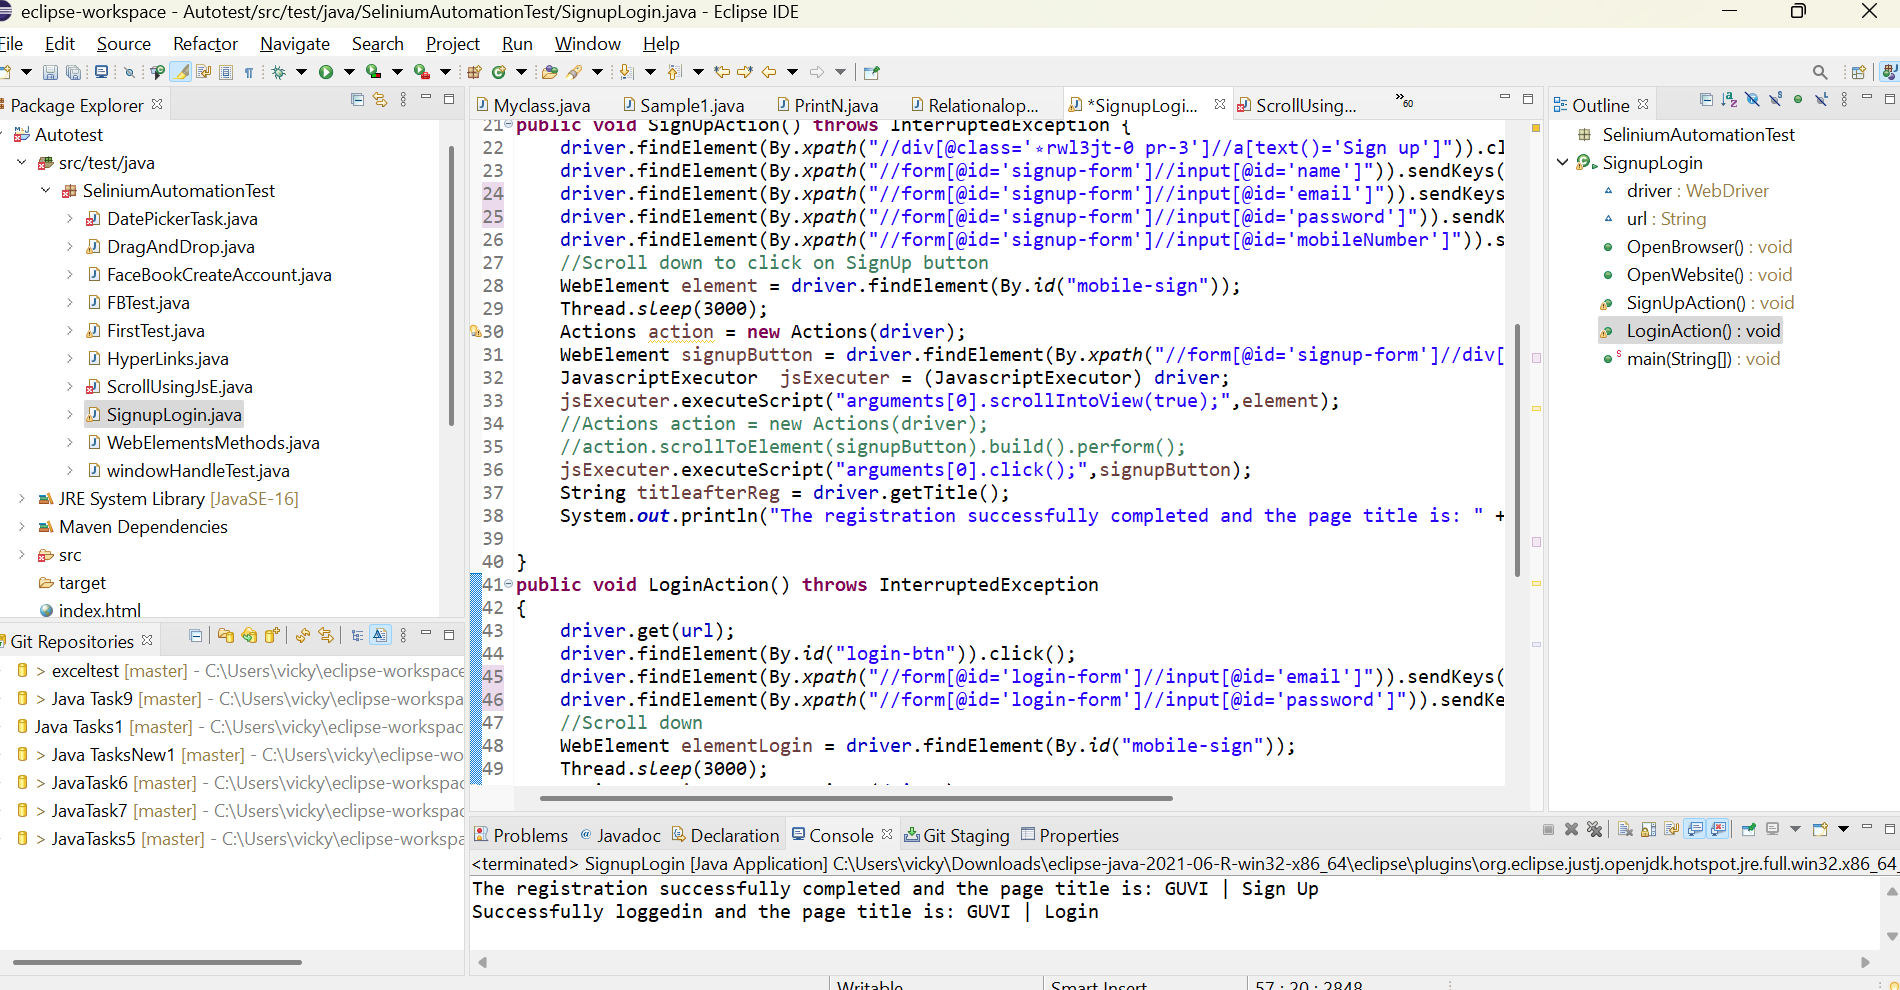 eclipse-workspace - Autotest/src/test/java/SeliniumAutomationTest/SignupLogin.java - Eclipse IDE
File Edit Source Refactor Navigate Search Project Run Window Help
Package Explorer
Autotest
src/test/java
SeliniumAutomationTest
DatePickerTask.java
DragAndDrop.java
FaceBookCreateAccount.java
FBTest.java
FirstTest.java
HyperLinks.java
ScrollUsingJsE.java
SignupLogin.java
WebElementsMethods.java
windowHandleTest.java
JRE System Library [JavaSE-16]
Maven Dependencies
src
target
index.html
Git Repositories
> exceltest [master] - C:\Users\vicky\eclipse-workspace
> Java Task9 [master] - C:\Users\vicky\eclipse-workspa
Java Tasks1 [master] - C:\Users\vicky\eclipse-workspac
> Java TasksNew1 [master] - C:\Users\vicky\eclipse-wo
> JavaTask6 [master] - C:\Users\vicky\eclipse-workspac
> JavaTask7 [master] - C:\Users\vicky\eclipse-workspac
> JavaTasks5 [master] - C:\Users\vicky\eclipse-workspa
Myclass.java Sample1.java PrintN.java Relationalop... *SignupLogi... ScrollUsing... »60
21 public void SignUpAction() throws InterruptedException {
22 driver.findElement(By.xpath("//div[@class='⋆rwl3jt-0 pr-3']//a[text()='Sign up']")).cl
23 driver.findElement(By.xpath("//form[@id='signup-form']//input[@id='name']")).sendKeys(
24 driver.findElement(By.xpath("//form[@id='signup-form']//input[@id='email']")).sendKeys
25 driver.findElement(By.xpath("//form[@id='signup-form']//input[@id='password']")).sendK
26 driver.findElement(By.xpath("//form[@id='signup-form']//input[@id='mobileNumber']")).s
27 //Scroll down to click on SignUp button
28 WebElement element = driver.findElement(By.id("mobile-sign"));
29 Thread.sleep(3000);
30 Actions action = new Actions(driver);
31 WebElement signupButton = driver.findElement(By.xpath("//form[@id='signup-form']//div[
32 JavascriptExecutor jsExecuter = (JavascriptExecutor) driver;
33 jsExecuter.executeScript("arguments[0].scrollIntoView(true);",element);
34 //Actions action = new Actions(driver);
35 //action.scrollToElement(signupButton).build().perform();
36 jsExecuter.executeScript("arguments[0].click();",signupButton);
37 String titleafterReg = driver.getTitle();
38 System.out.println("The registration successfully completed and the page title is: " +
39
40 }
41 public void LoginAction() throws InterruptedException
42 {
43 driver.get(url);
44 driver.findElement(By.id("login-btn")).click();
45 driver.findElement(By.xpath("//form[@id='login-form']//input[@id='email']")).sendKeys(
46 driver.findElement(By.xpath("//form[@id='login-form']//input[@id='password']")).sendKe
47 //Scroll down
48 WebElement elementLogin = driver.findElement(By.id("mobile-sign"));
49 Thread.sleep(3000);
Outline
SeliniumAutomationTest
SignupLogin
driver : WebDriver
url : String
OpenBrowser() : void
OpenWebsite() : void
SignUpAction() : void
LoginAction() : void
main(String[]) : void
Problems Javadoc Declaration Console Git Staging Properties
<terminated> SignupLogin [Java Application] C:\Users\vicky\Downloads\eclipse-java-2021-06-R-win32-x86_64\eclipse\plugins\org.eclipse.justj.openjdk.hotspot.jre.full.win32.x86_64_
The registration successfully completed and the page title is: GUVI | Sign Up
Successfully loggedin and the page title is: GUVI | Login
Writable Smart Insert 57 : 20 : 2848